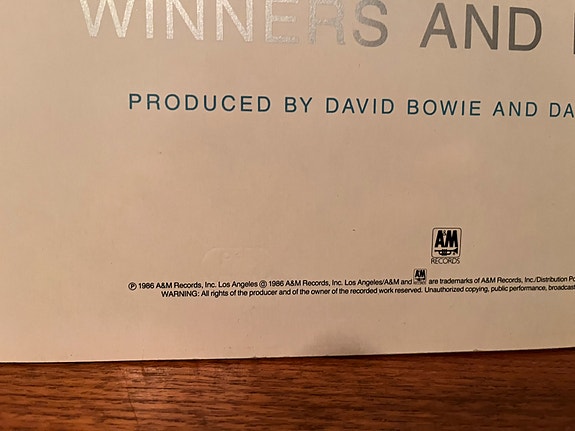 WINNERS AND
PRODUCED BY DAVID BOWIE AND DA
A&M
RECORDS
℗ 1986 A&M Records, Inc. Los Angeles © 1986 A&M Records, Inc. Los Angeles/A&M and A&M RECORDS are trademarks of A&M Records, Inc./Distribution Po
WARNING: All rights of the producer and of the owner of the recorded work reserved. Unauthorized copying, public performance, broadcast